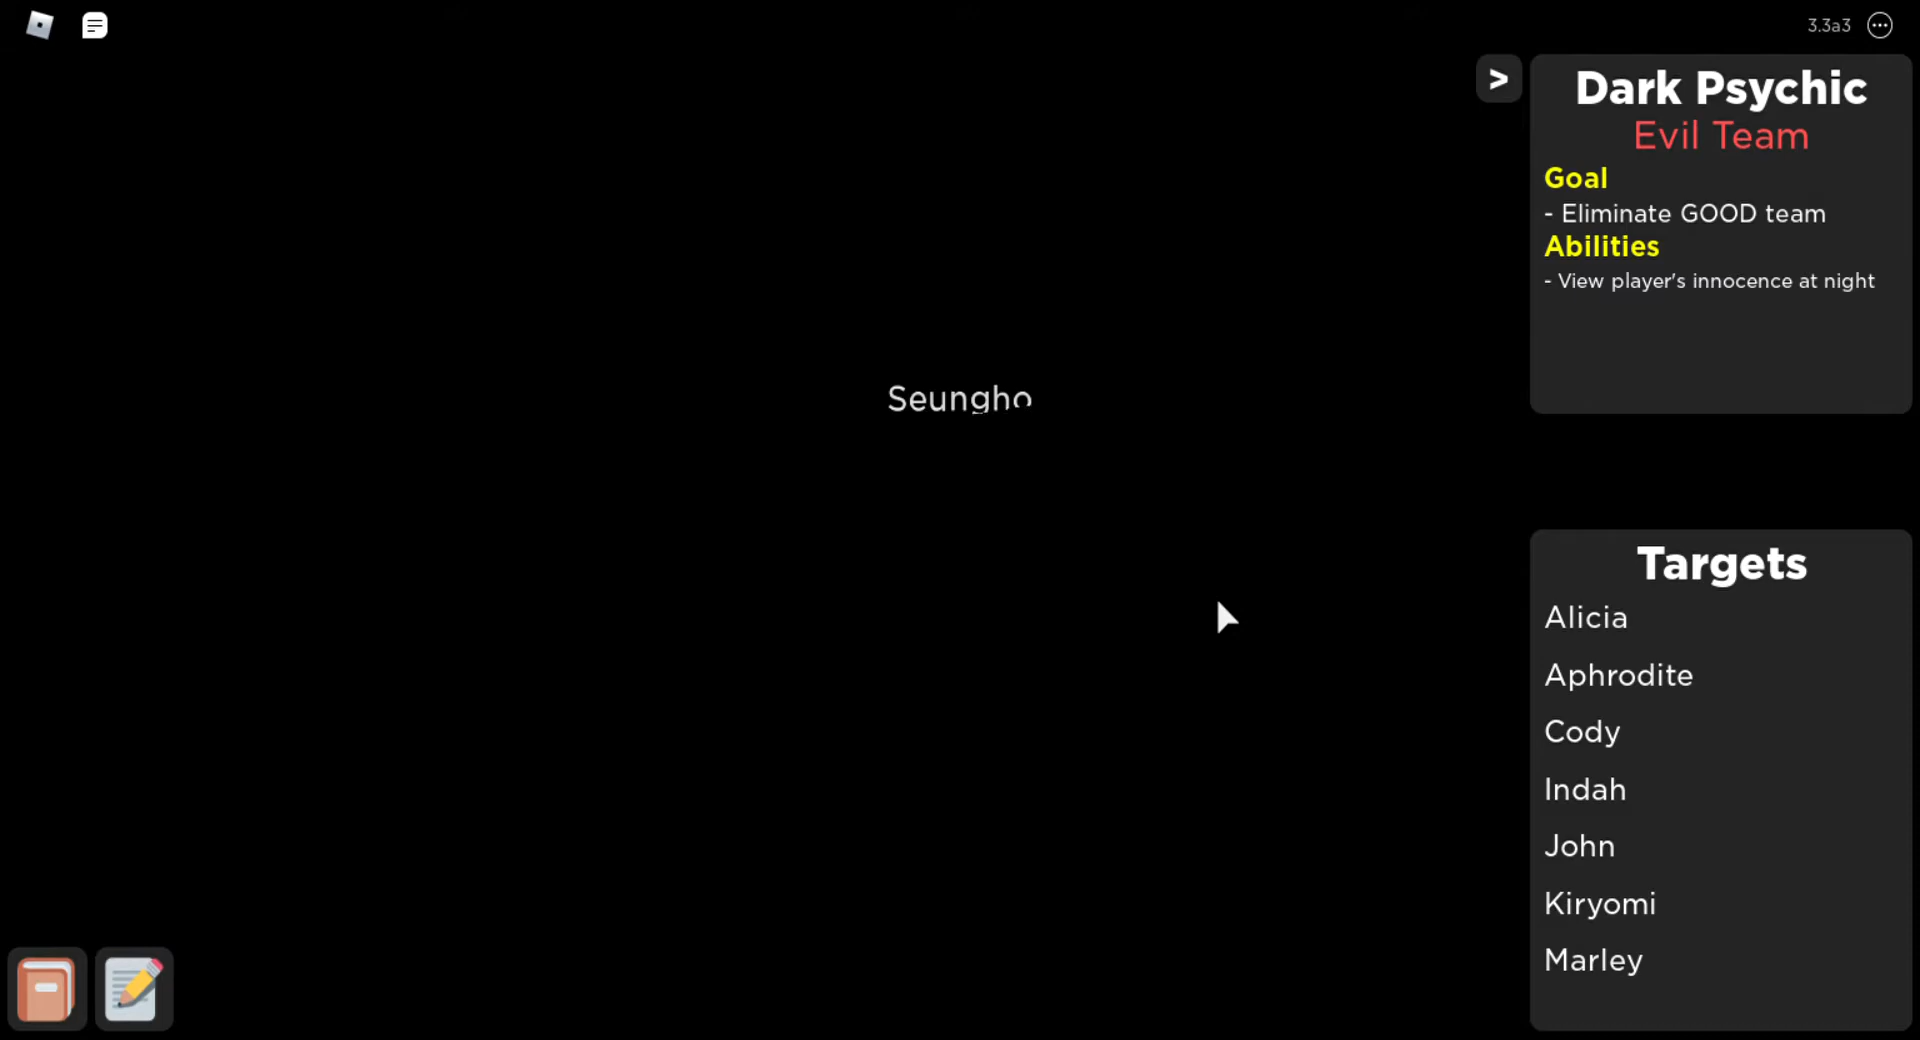 3.3a3
>
Dark Psychic
Evil Team
Goal
- Eliminate GOOD team
Abilities
- View player's innocence at night
Seungho
Targets
Alicia
Aphrodite
Cody
Indah
John
Kiryomi
Marley